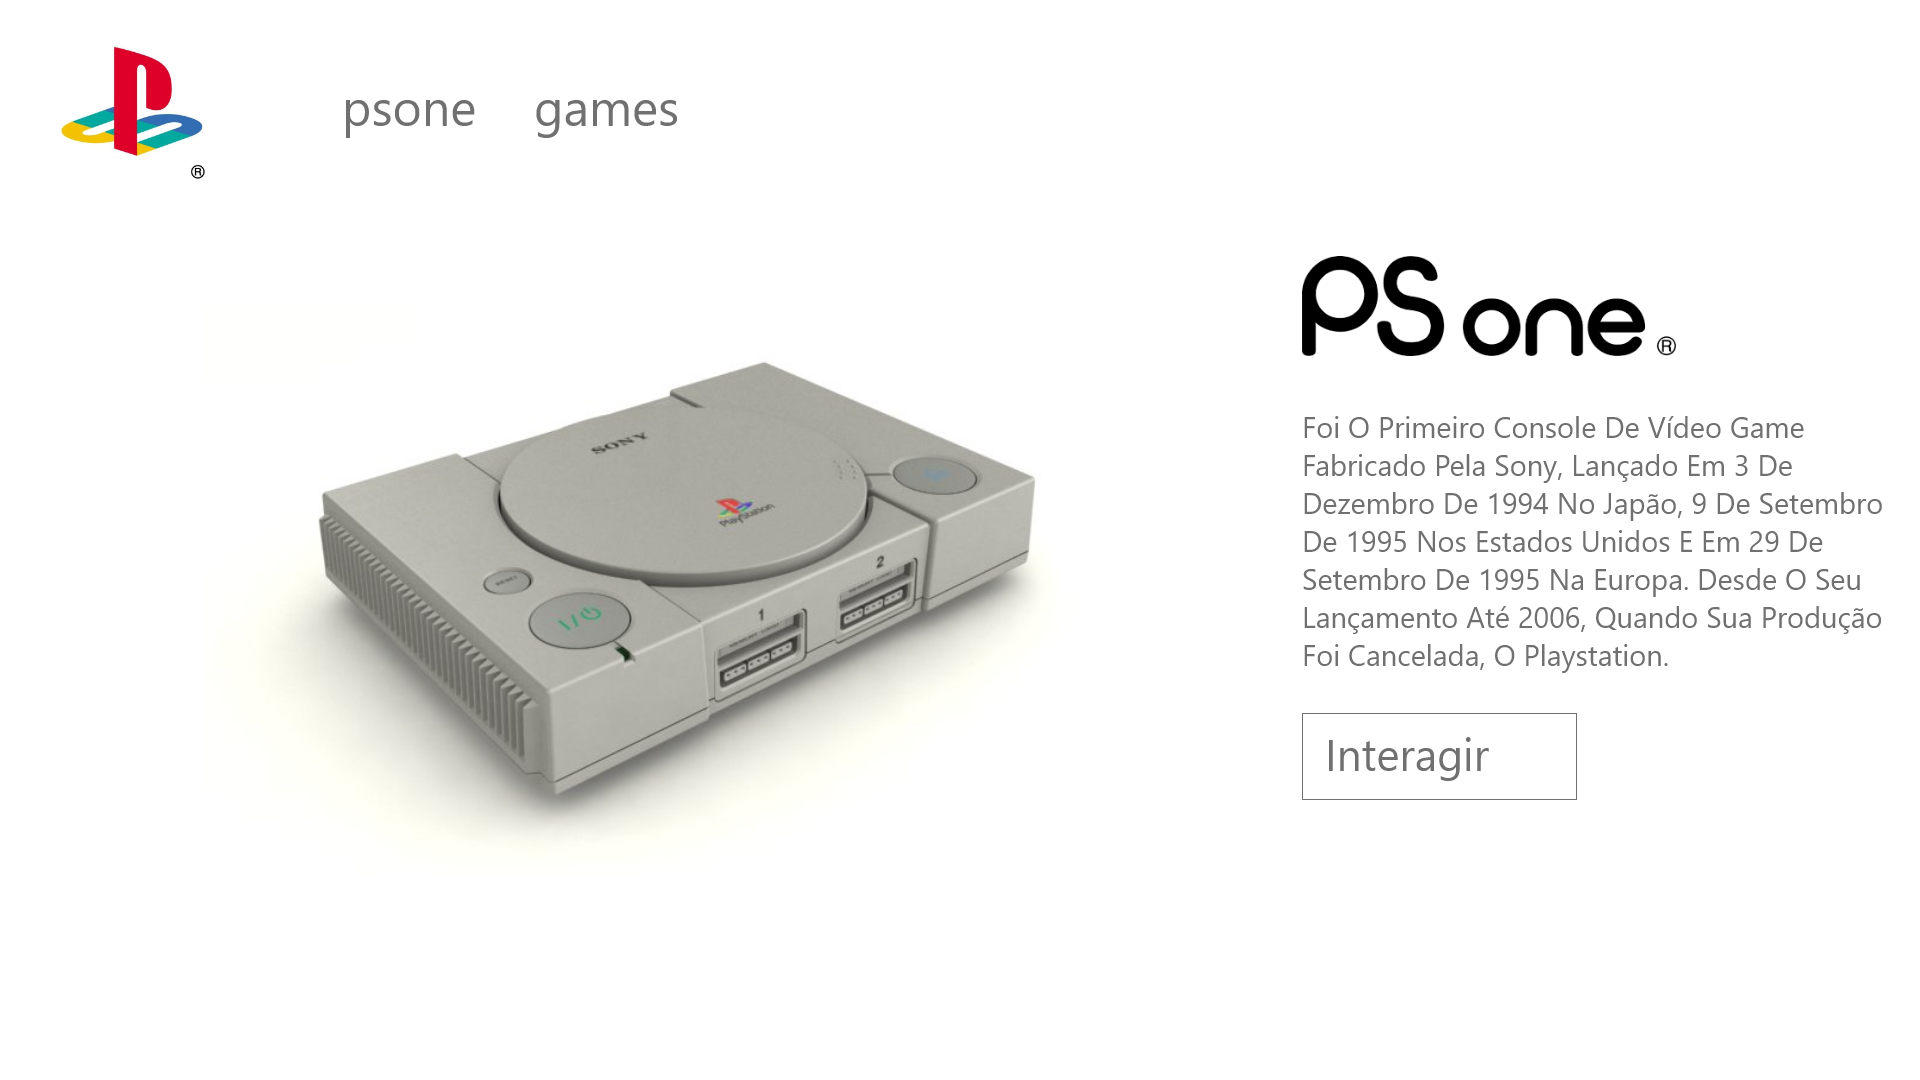 ®
psone games
PS one®
Foi O Primeiro Console De Vídeo Game
Fabricado Pela Sony, Lançado Em 3 De
Dezembro De 1994 No Japão, 9 De Setembro
De 1995 Nos Estados Unidos E Em 29 De
Setembro De 1995 Na Europa. Desde O Seu
Lançamento Até 2006, Quando Sua Produção
Foi Cancelada, O Playstation.
Interagir
SONY
PlayStation
RESET
1
2